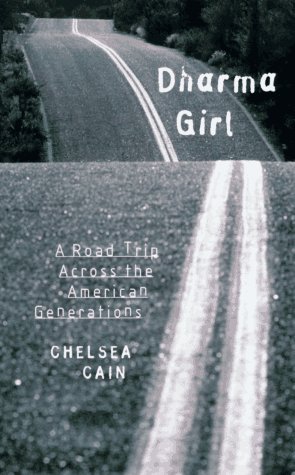 Dharma
Girl
A Road Trip
Across the
American
Generations
CHELSEA
CAIN